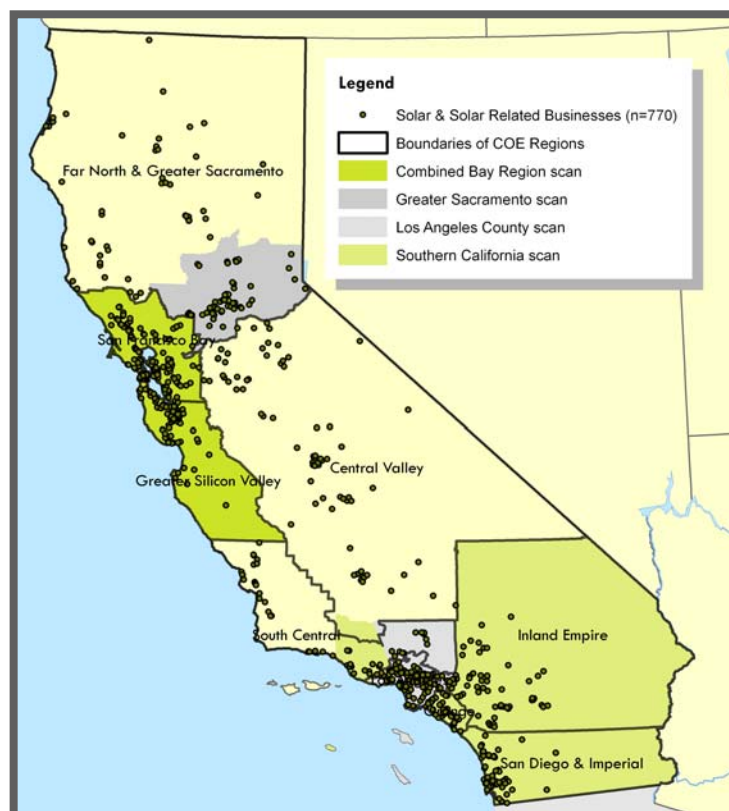 Legend
Solar & Solar Related Businesses (n=770)
Boundaries of COE Regions
Combined Bay Region scan
Greater Sacramento scan
Los Angeles County scan
Southern California scan
Far North & Greater Sacramento
San Francisco Bay
Central Valley
Greater Silicon Valley
South Central
Inland Empire
Orange
San Diego & Imperial